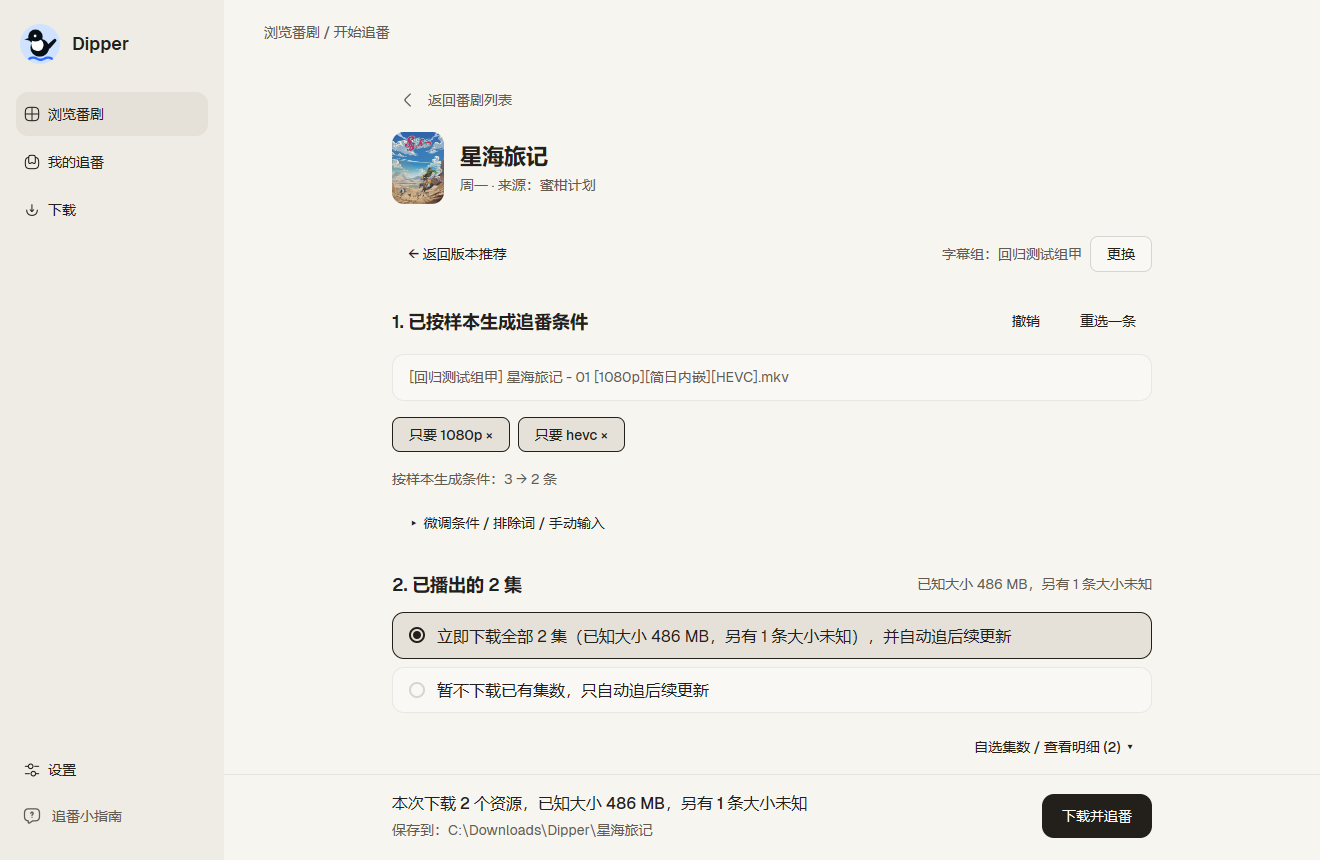 Dipper
浏览番剧
我的追番
下载
设置
追番小指南
浏览番剧 / 开始追番
返回番剧列表
星海旅记
周一 · 来源：蜜柑计划
← 返回版本推荐
字幕组：回归测试组甲 更换
1. 已按样本生成追番条件
撤销 重选一条
[回归测试组甲] 星海旅记 - 01 [1080p][简日内嵌][HEVC].mkv
只要 1080p × 只要 hevc ×
按样本生成条件：3 → 2 条
▸ 微调条件 / 排除词 / 手动输入
2. 已播出的 2 集
已知大小 486 MB，另有 1 条大小未知
立即下载全部 2 集（已知大小 486 MB，另有 1 条大小未知），并自动追后续更新
暂不下载已有集数，只自动追后续更新
自选集数 / 查看明细 (2) ▾
本次下载 2 个资源，已知大小 486 MB，另有 1 条大小未知
保存到：C:\Downloads\Dipper\星海旅记
下载并追番